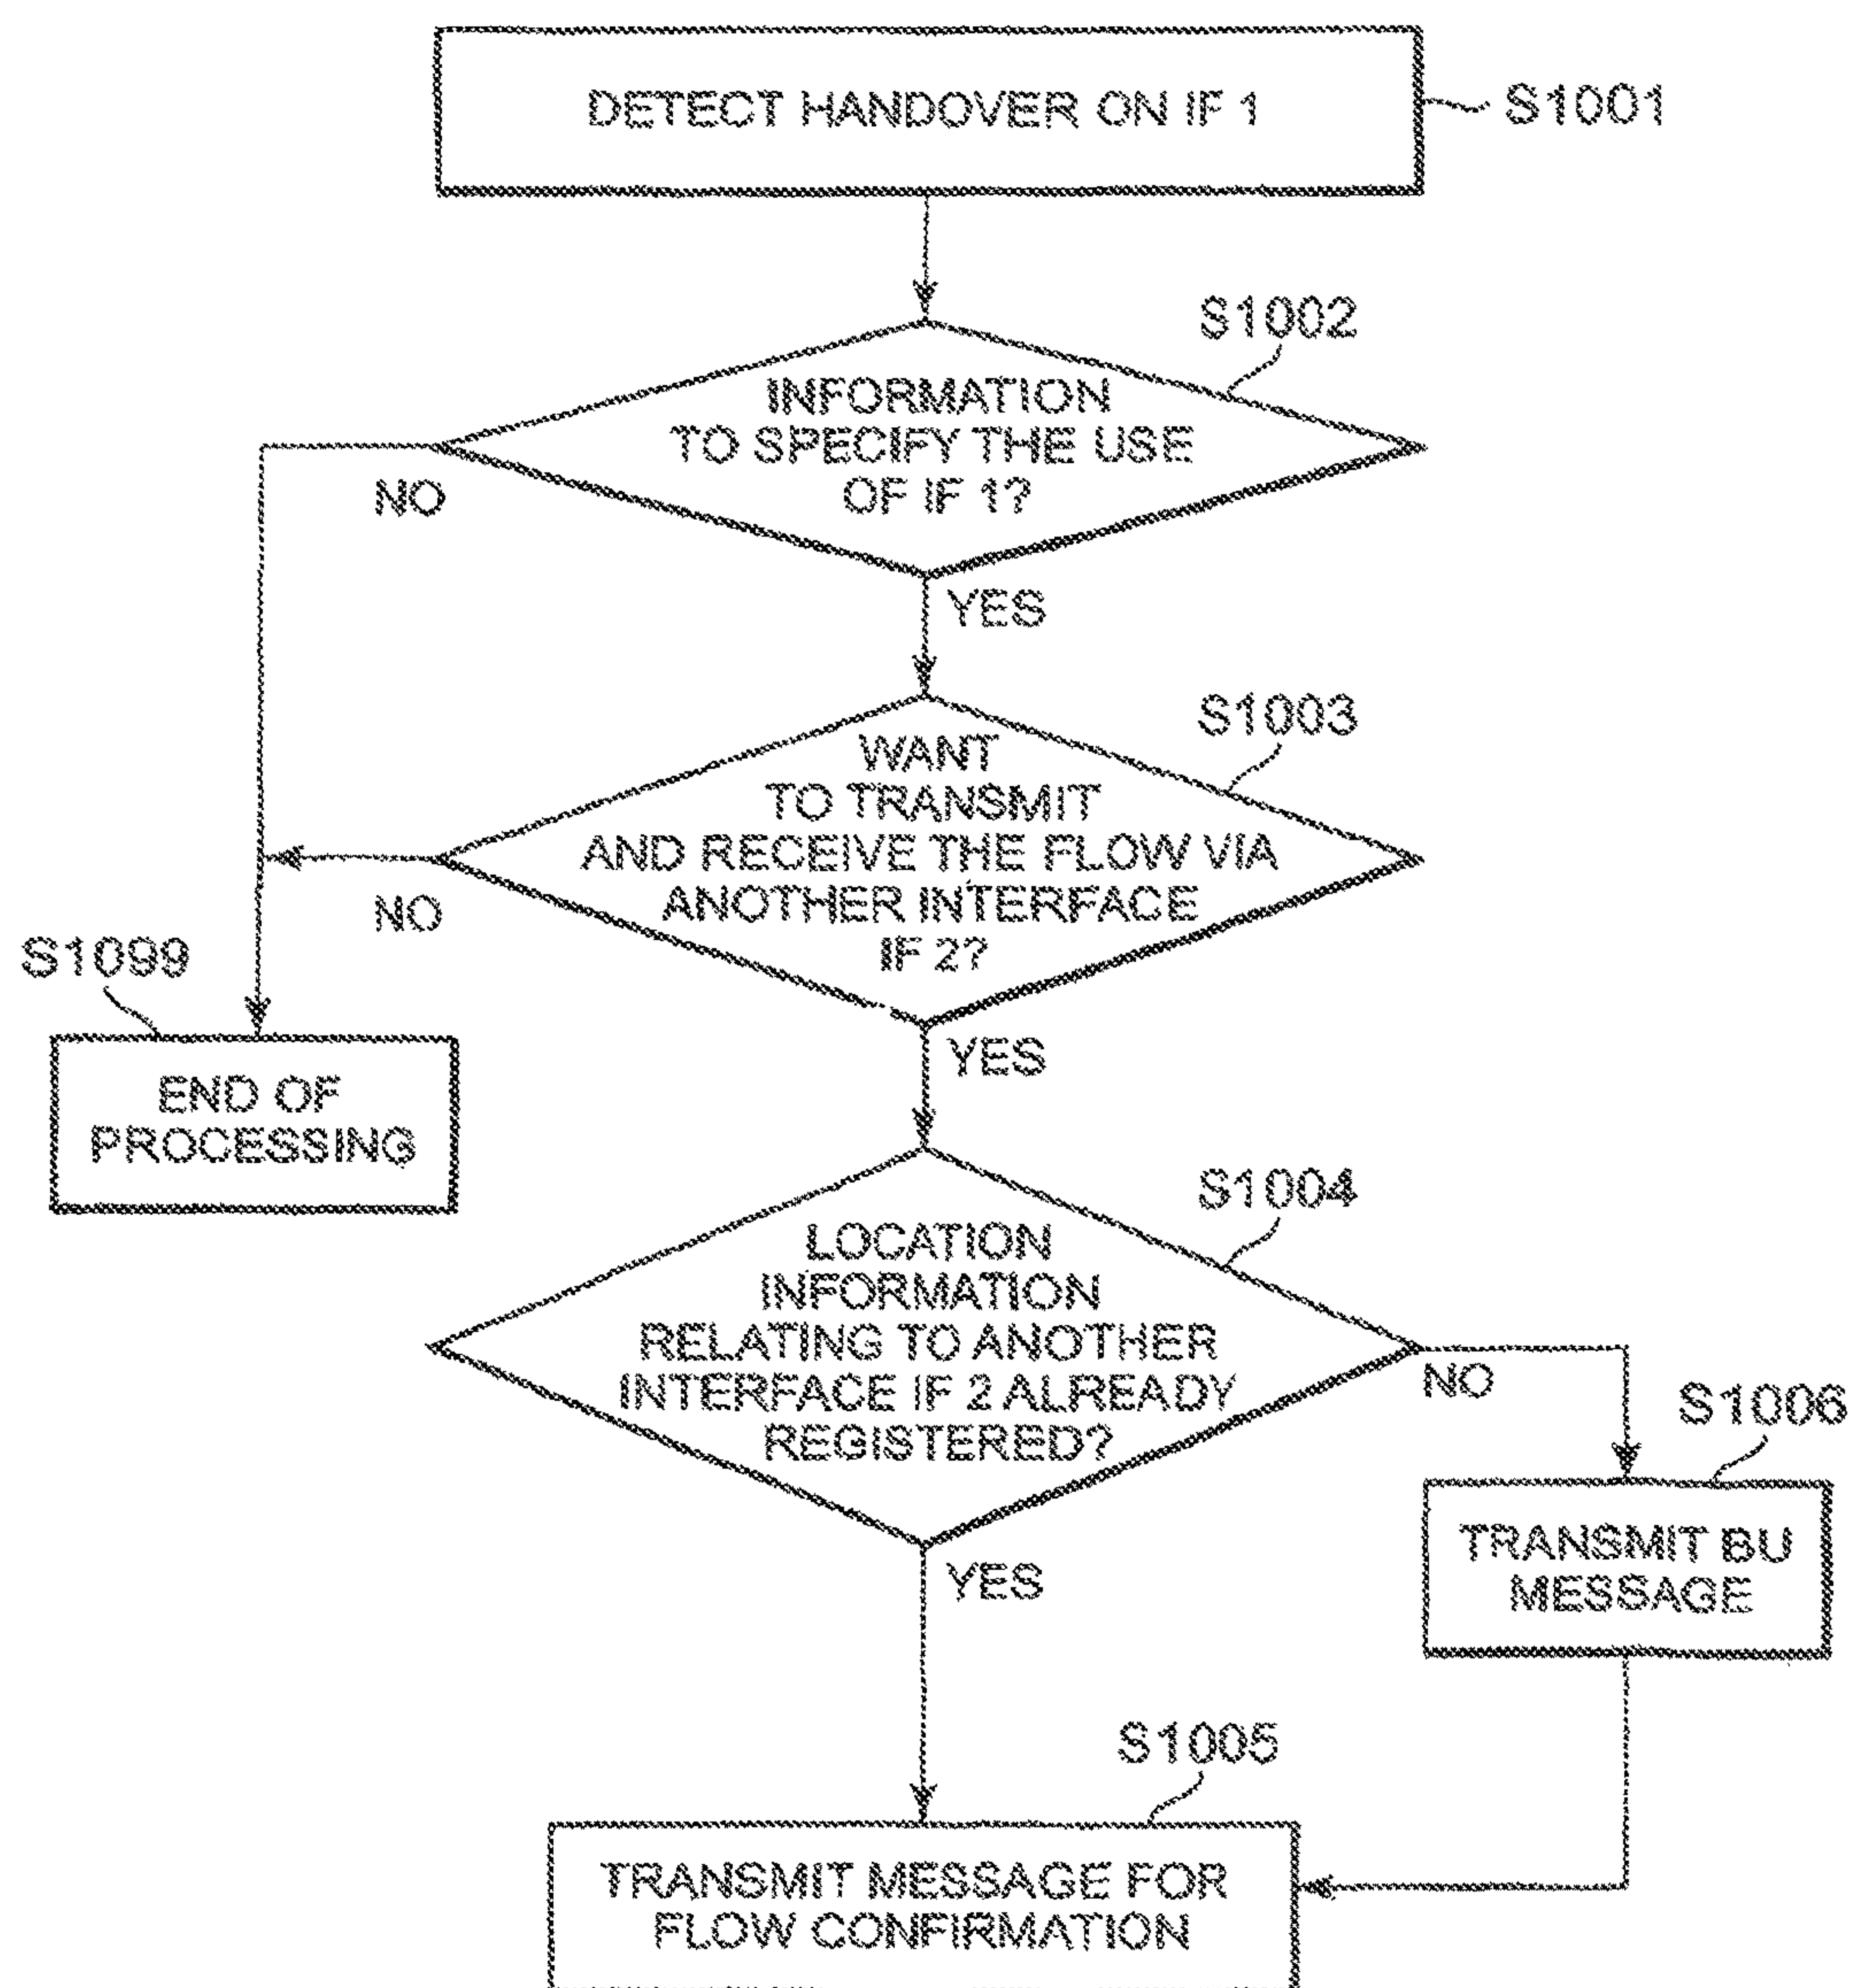 DETECT HANDOVER ON IF 1
S1001
S1002
INFORMATION
TO SPECIFY THE USE
OF IF 1?
NO
YES
S1003
WANT
TO TRANSMIT
AND RECEIVE THE FLOW VIA
ANOTHER INTERFACE
IF 2?
NO
S1099
YES
END OF
PROCESSING
S1004
LOCATION
INFORMATION
RELATING TO ANOTHER
INTERFACE IF 2 ALREADY
REGISTERED?
NO
S1006
TRANSMIT BU
MESSAGE
YES
S1005
TRANSMIT MESSAGE FOR
FLOW CONFIRMATION